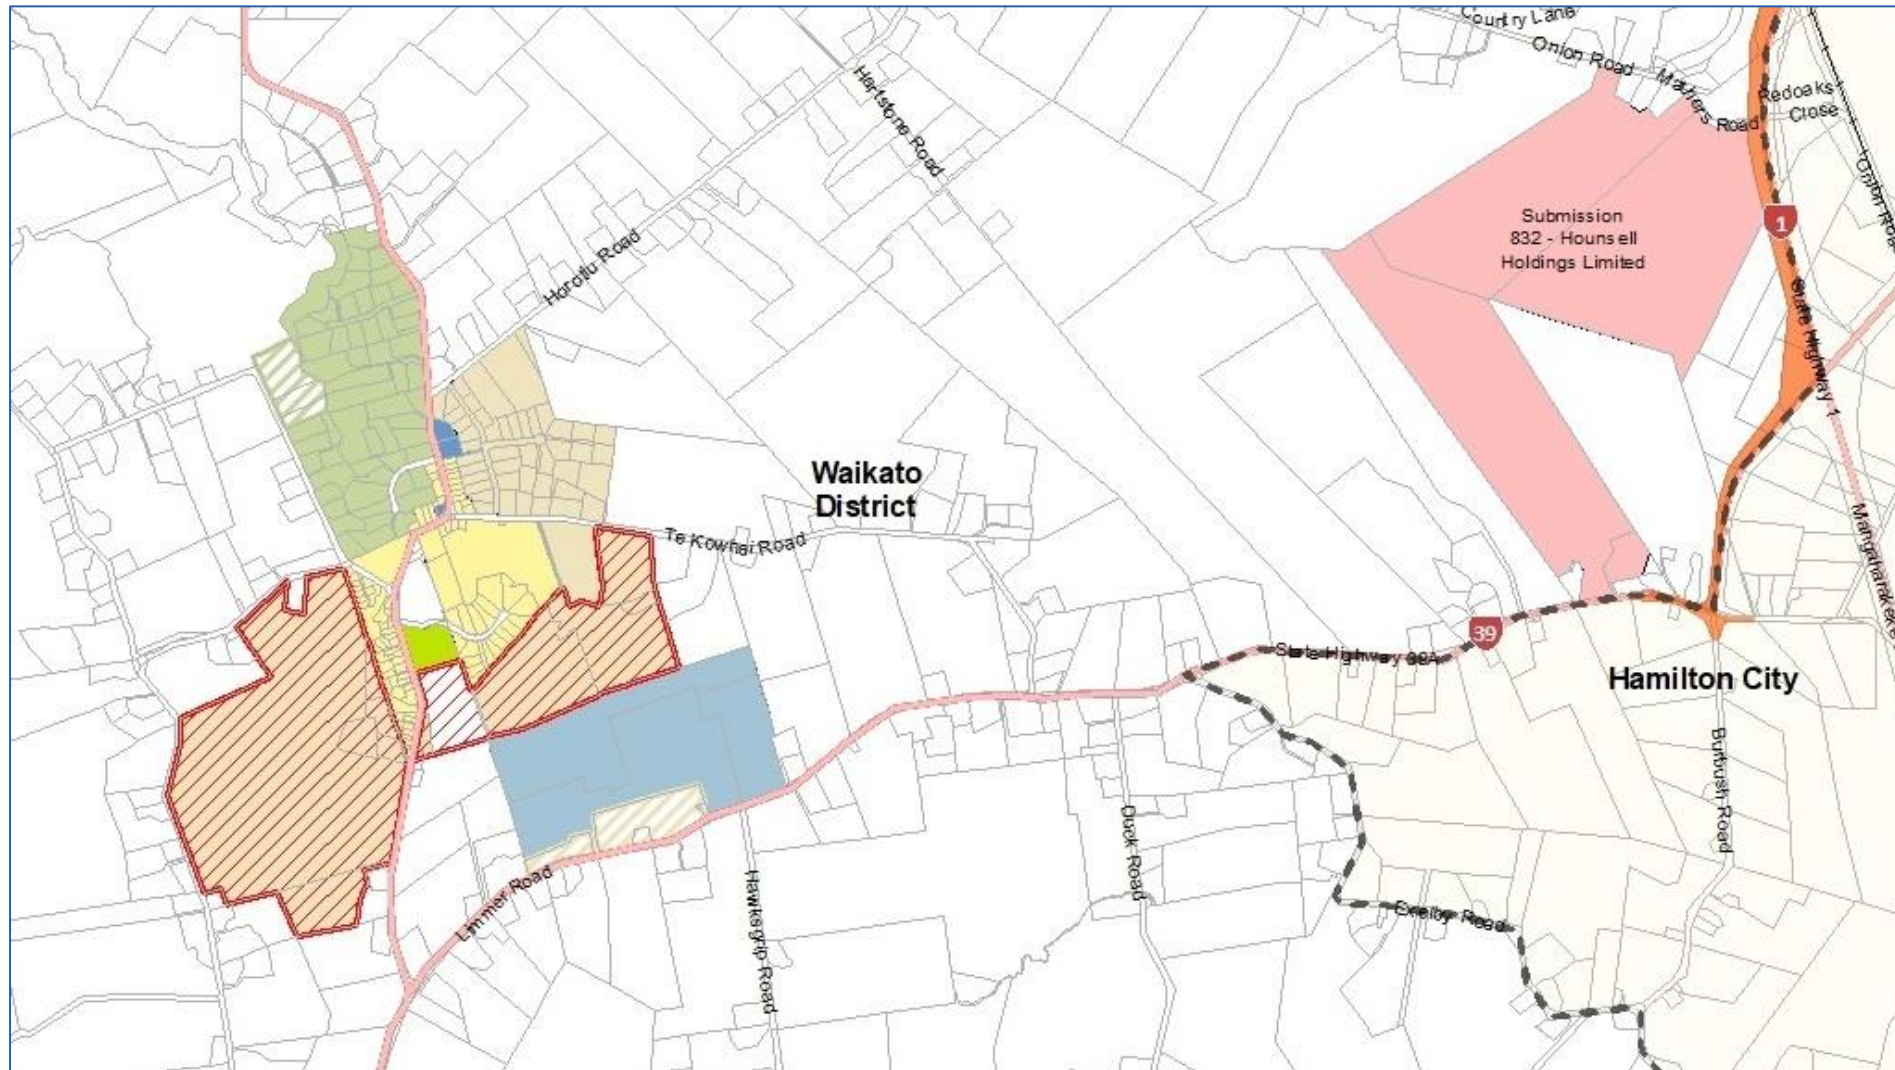 Country Lane
Onion Road
Mathers Road
Redoaks
Close
Onion Road
Hartstone Road
Horotiu Road
Submission
832 - Hounsell
Holdings Limited
1
State Highway 1
Waikato
District
Te Kowhai Road
39
State Highway 39A
Hamilton City
Burbush Road
Duck Road
Hawksgrip Road
Limmer Road
Exelby Road